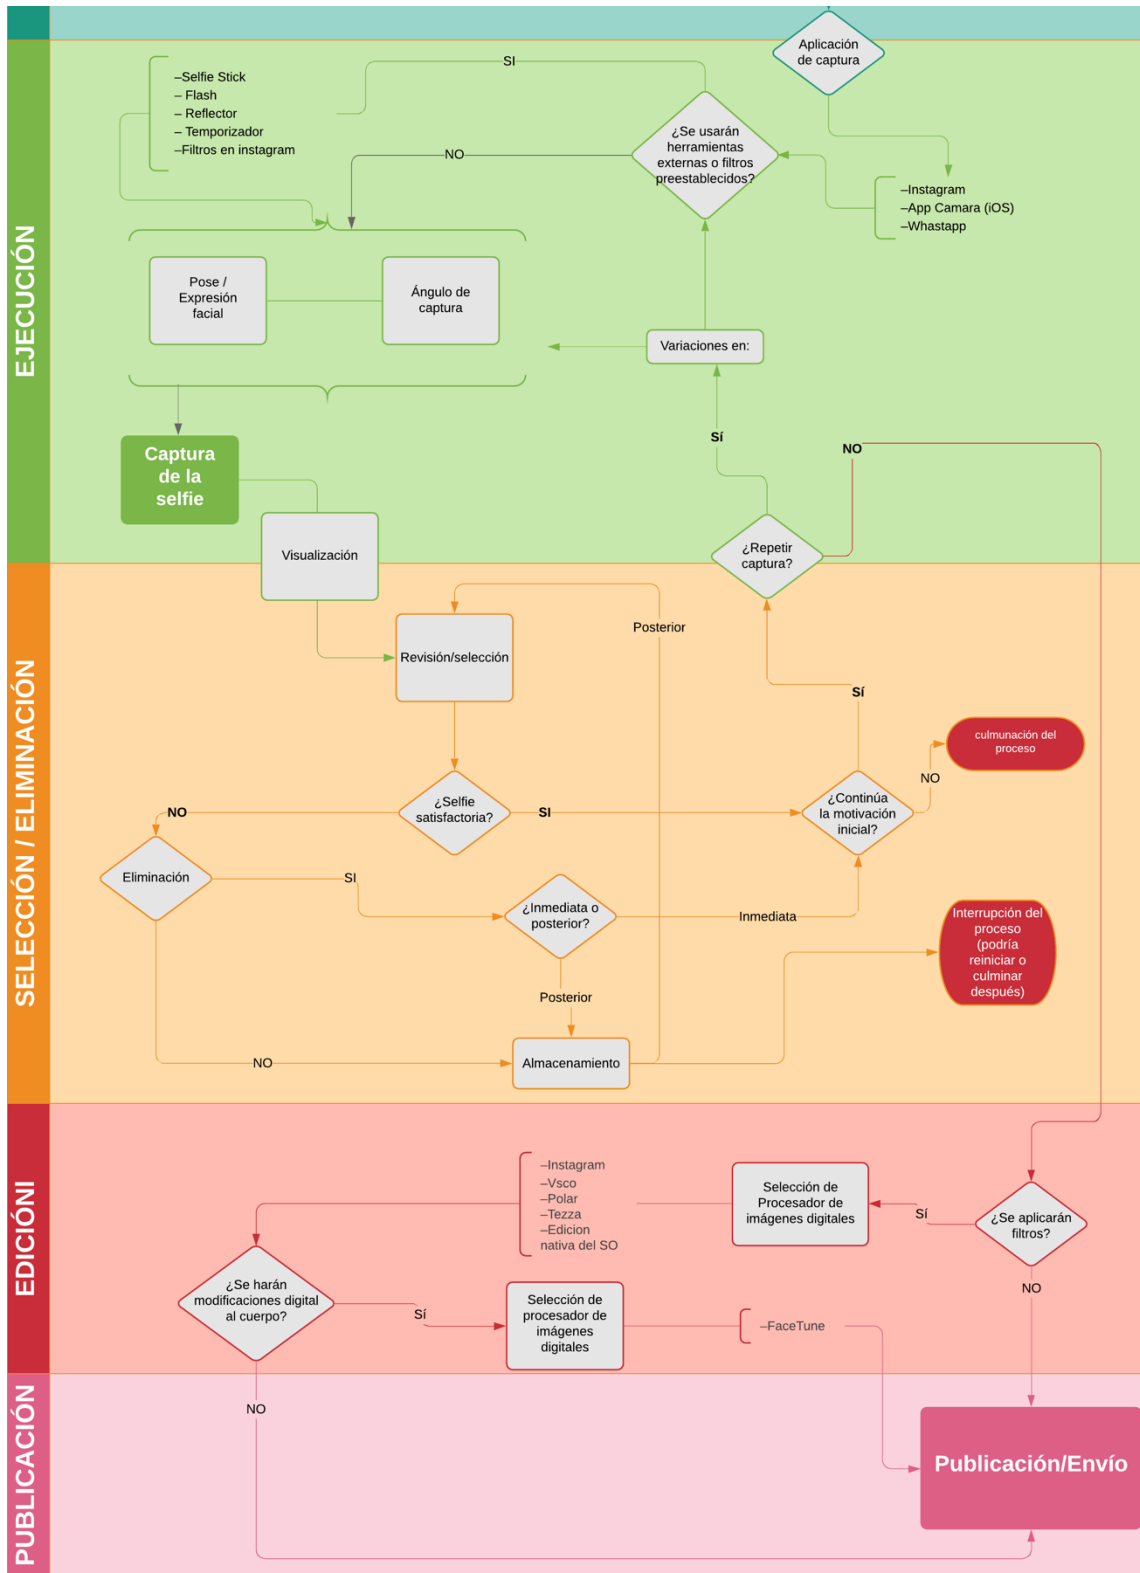 Aplicación
de captura
EJECUCIÓN
–Selfie Stick
– Flash
– Reflector
– Temporizador
–Filtros en instagram
SI
¿Se usarán
herramientas
externas o filtros
preestablecidos?
NO
–Instagram
–App Camara (iOS)
–Whastapp
Pose /
Expresión
facial
Ángulo de
captura
Variaciones en:
Captura
de la
selfie
Sí
NO
Visualización
¿Repetir
captura?
SELECCIÓN / ELIMINACIÓN
Posterior
Revisión/selección
Sí
culmunación del
proceso
NO
¿Selfie
satisfactoria?
NO
SI
¿Continúa
la motivación
inicial?
Eliminación
SI
¿Inmediata o
posterior?
Inmediata
Interrupción del
proceso
(podría
reiniciar o
culminar
después)
Posterior
NO
Almacenamiento
EDICIÓNI
–Instagram
–Vsco
–Polar
–Tezza
–Edicion
nativa del SO
Selección de
Procesador de
imágenes digitales
Sí
¿Se aplicarán
filtros?
NO
¿Se harán
modificaciones digital
al cuerpo?
Sí
Selección de
procesador de
imágenes
digitales
–FaceTune
PUBLICACIÓN
NO
Publicación/Envío